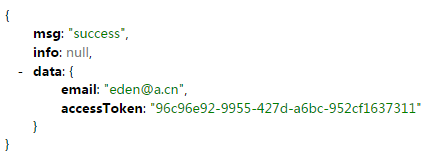 {
msg: "success",
info: null,
- data: {
email: "eden@a.cn",
accessToken: "96c96e92-9955-427d-a6bc-952cf1637311"
}
}